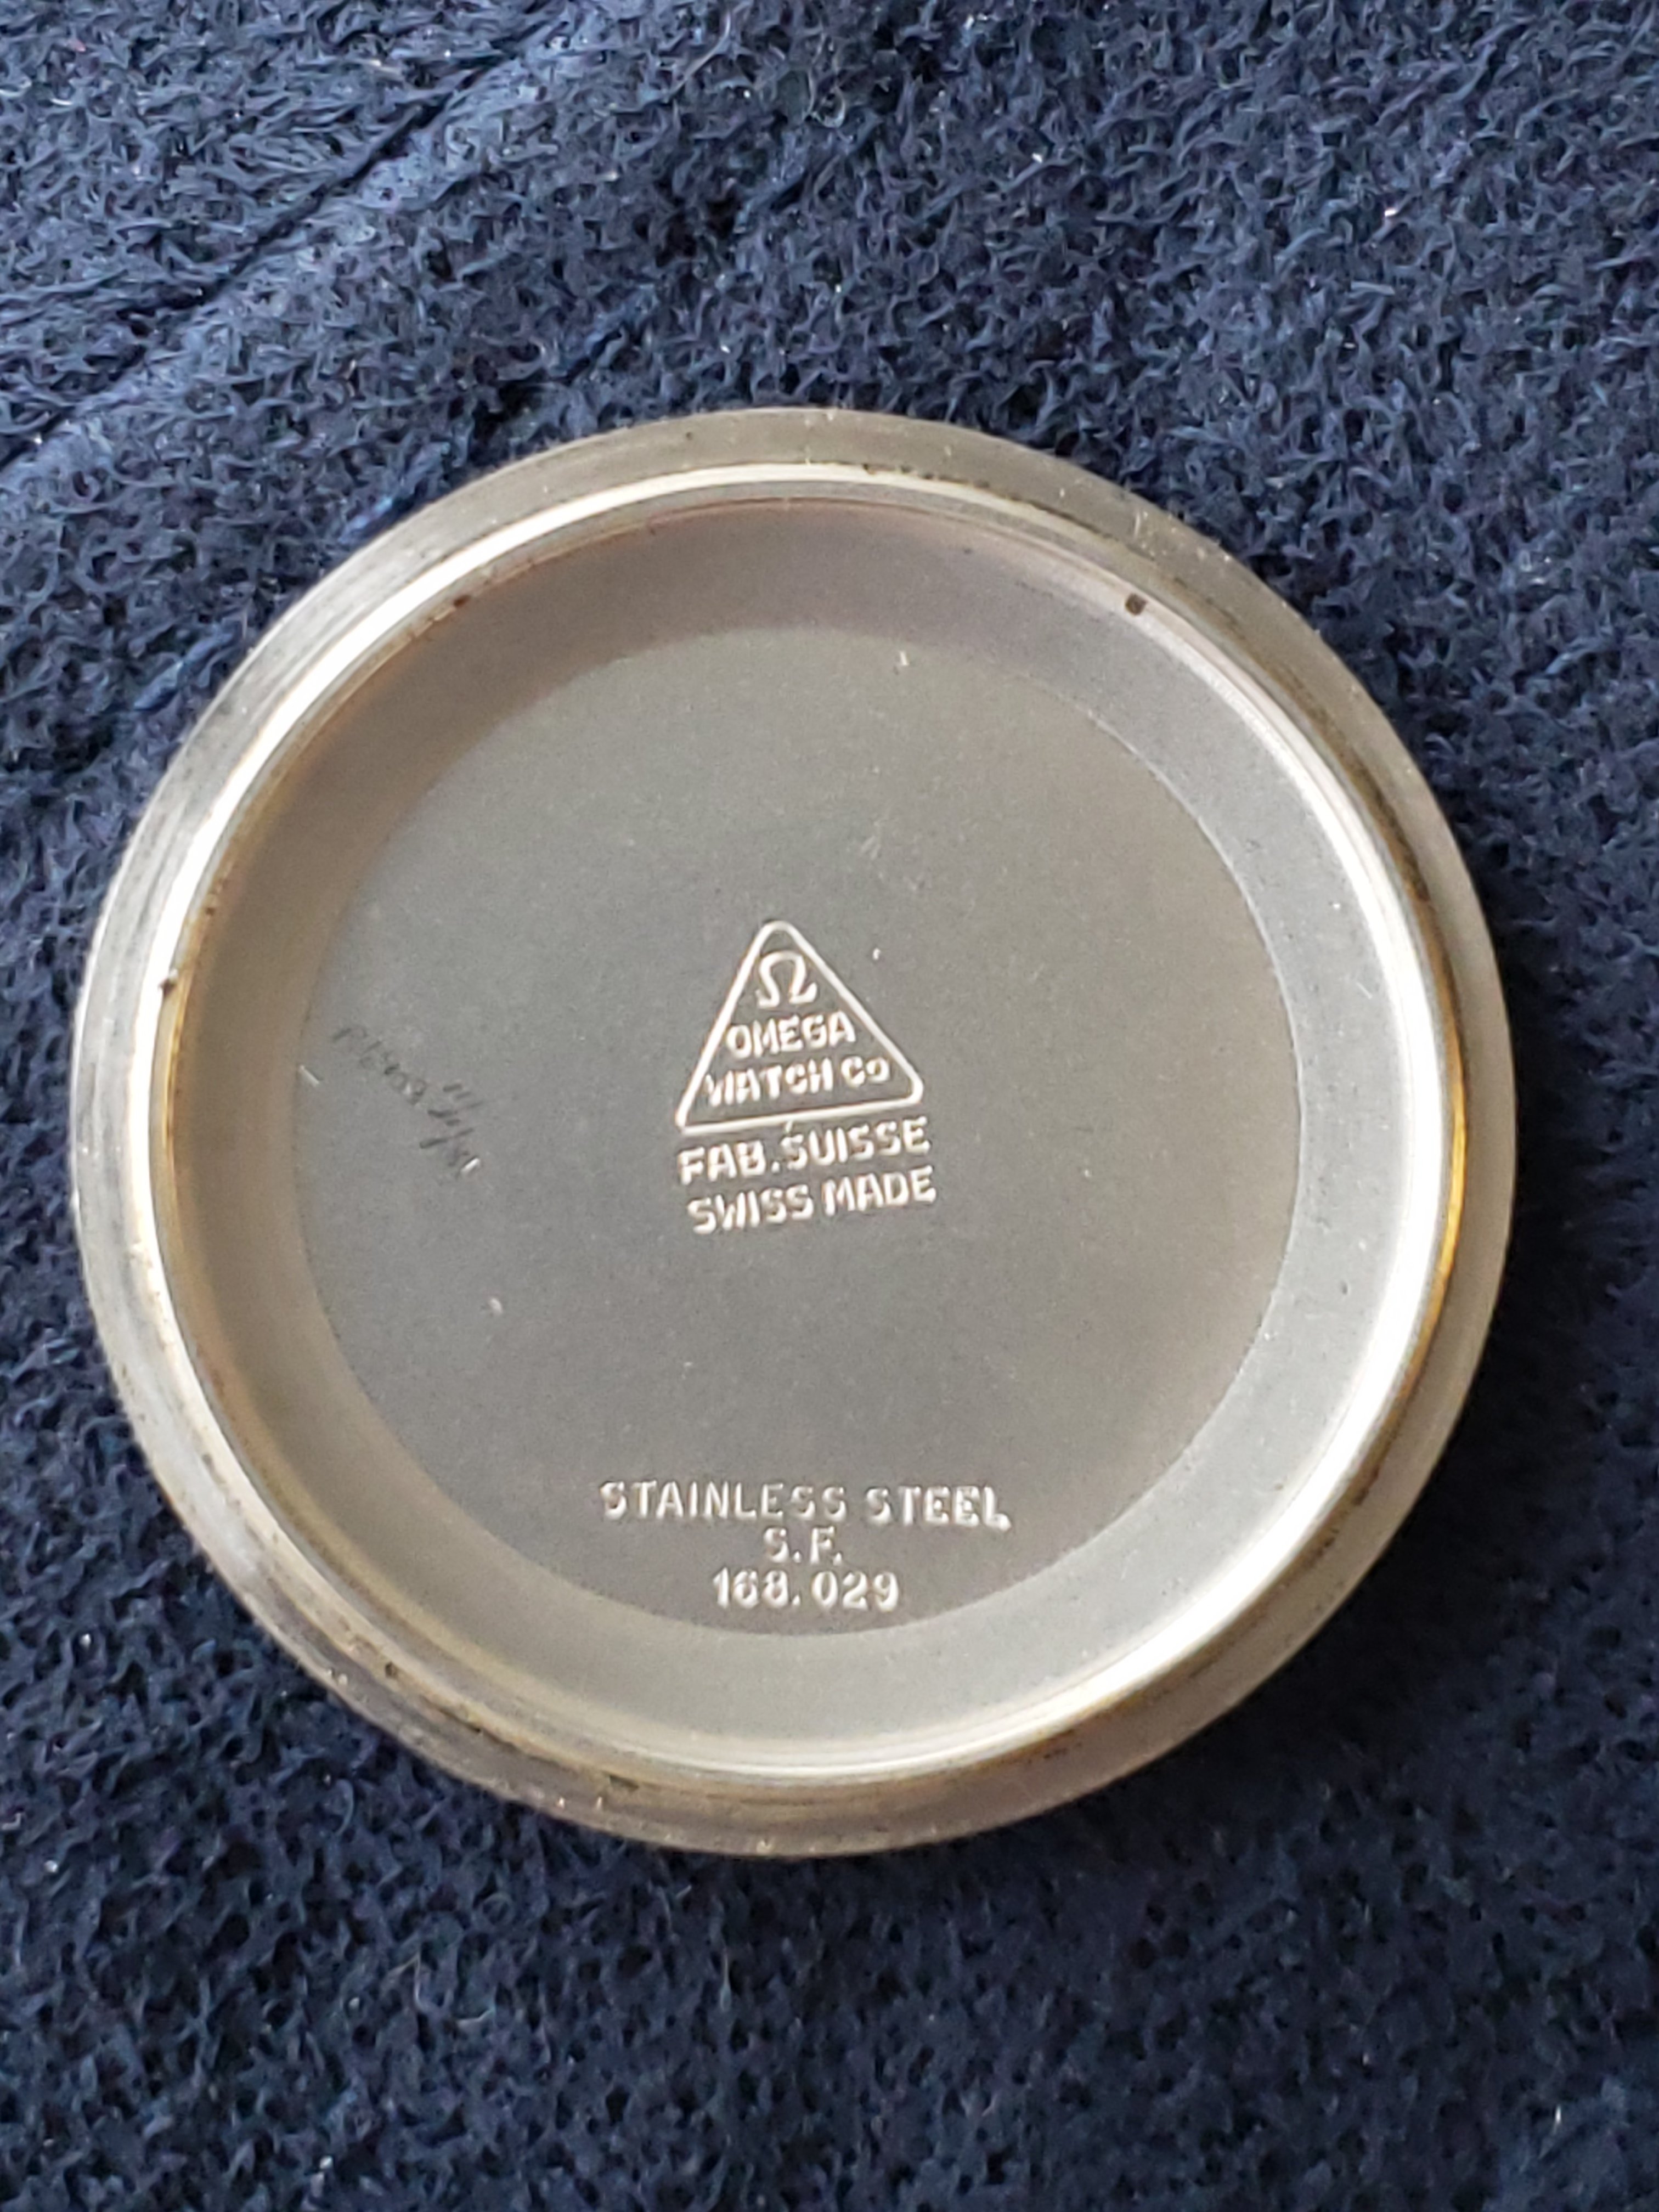 Ω
OMEGA
WATCH Co
FAB. SUISSE
SWISS MADE
STAINLESS STEEL
S.F.
168.029